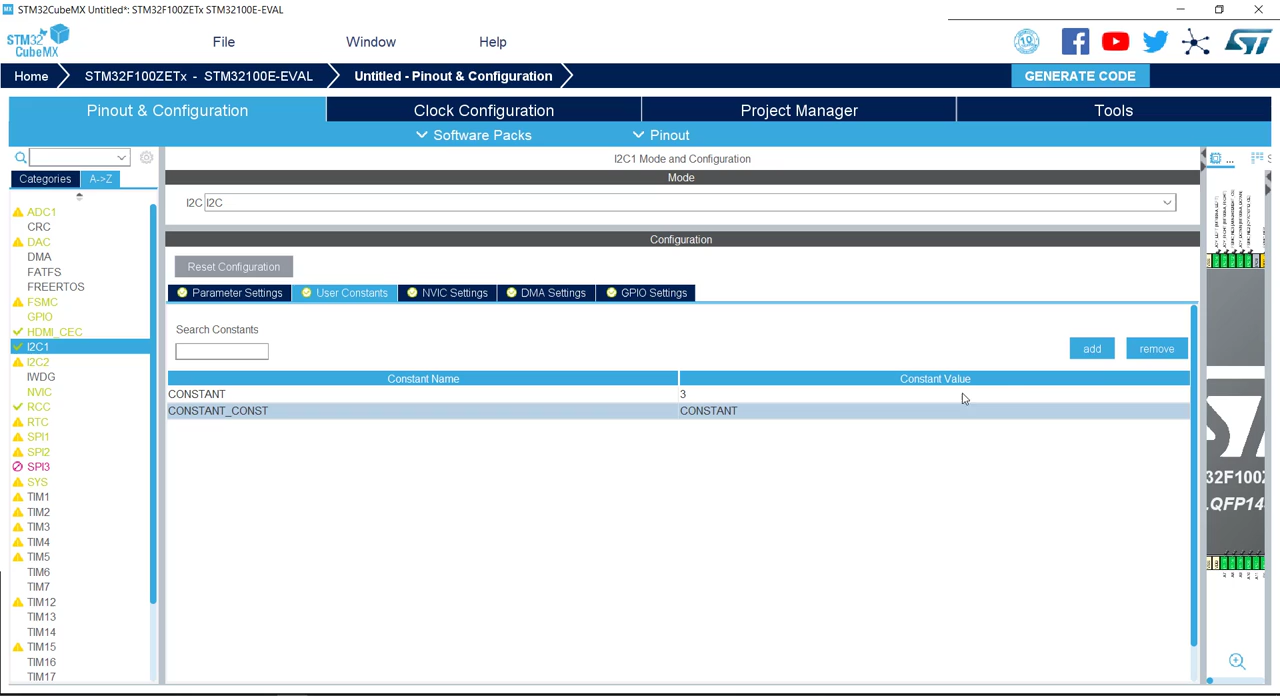 MX STM32CubeMX Untitled*: STM32F100ZETx STM32100E-EVAL
STM32 CubeMX
File Window Help
10
ST
Home STM32F100ZETx - STM32100E-EVAL Untitled - Pinout & Configuration GENERATE CODE
Pinout & Configuration Clock Configuration Project Manager Tools
Software Packs Pinout
I2C1 Mode and Configuration
...
S
Categories A->Z
Mode
I2C I2C
Configuration
Reset Configuration
Parameter Settings User Constants NVIC Settings DMA Settings GPIO Settings
Search Constants
add remove
Constant Name Constant Value
CONSTANT 3
CONSTANT_CONST CONSTANT
ADC1
CRC
DAC
DMA
FATFS
FREERTOS
FSMC
GPIO
HDMI_CEC
I2C1
I2C2
IWDG
NVIC
RCC
RTC
SPI1
SPI2
SPI3
SYS
TIM1
TIM2
TIM3
TIM4
TIM5
TIM6
TIM7
TIM12
TIM13
TIM14
TIM15
TIM16
TIM17
32F100Z
.QFP14